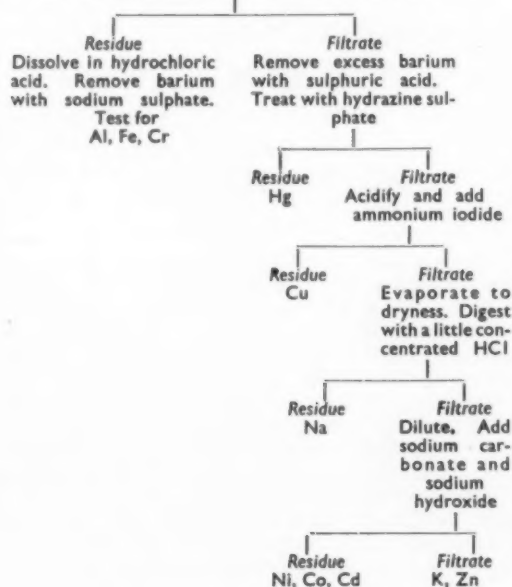 Residue
Dissolve in hydrochloric
acid. Remove barium
with sodium sulphate.
Test for
Al, Fe, Cr
Filtrate
Remove excess barium
with sulphuric acid.
Treat with hydrazine sul-
phate
Residue
Hg
Filtrate
Acidify and add
ammonium iodide
Residue
Cu
Filtrate
Evaporate to
dryness. Digest
with a little con-
centrated HCl
Residue
Na
Filtrate
Dilute. Add
sodium car-
bonate and
sodium
hydroxide
Residue
Ni, Co, Cd
Filtrate
K, Zn